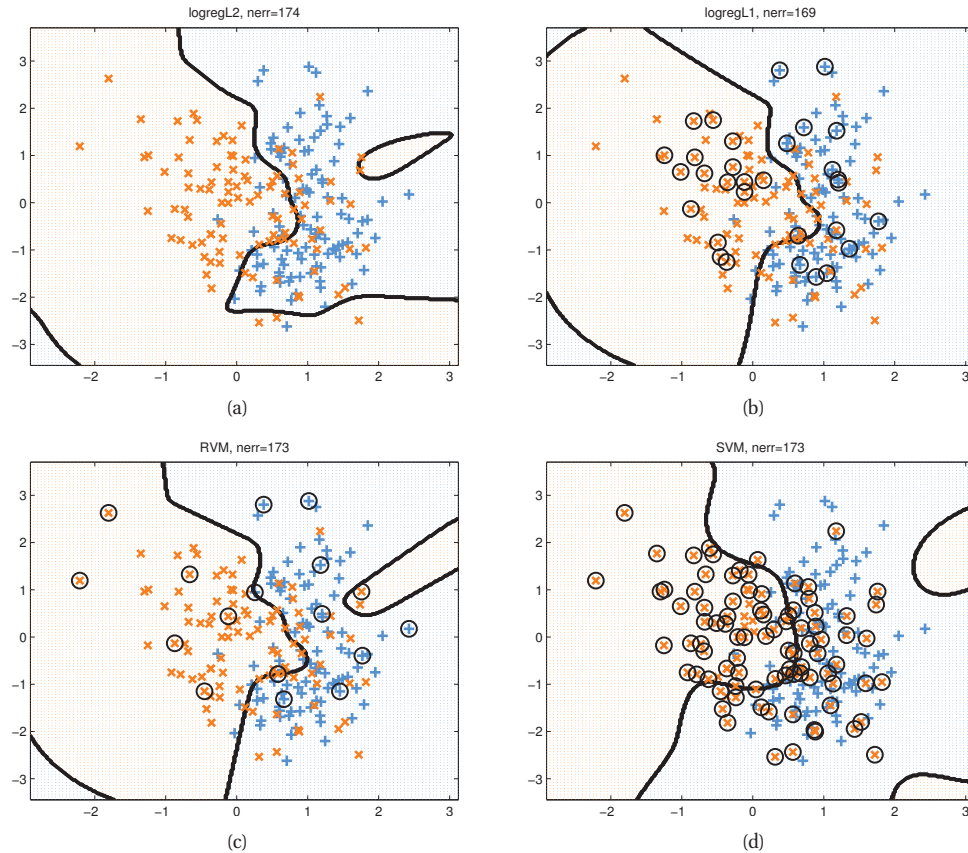 logregL2, nerr=174
3
2
1
0
−1
−2
−3
−2 −1 0 1 2 3
(a)
logregL1, nerr=169
3
2
1
0
−1
−2
−3
−2 −1 0 1 2 3
(b)
RVM, nerr=173
3
2
1
0
−1
−2
−3
−2 −1 0 1 2 3
(c)
SVM, nerr=173
3
2
1
0
−1
−2
−3
−2 −1 0 1 2 3
(d)